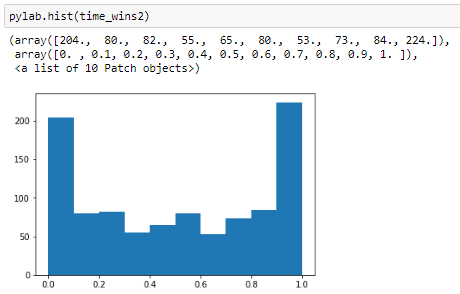 pylab.hist(time_wins2)
(array([204.,  80.,  82.,  55.,  65.,  80.,  53.,  73.,  84., 224.]),
 array([0. , 0.1, 0.2, 0.3, 0.4, 0.5, 0.6, 0.7, 0.8, 0.9, 1. ]),
 <a list of 10 Patch objects>)
200
150
100
50
0
0.0 0.2 0.4 0.6 0.8 1.0